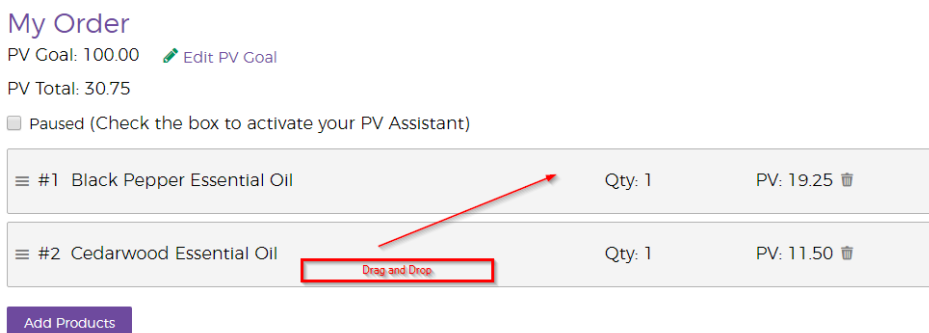 My Order
PV Goal: 100.00 Edit PV Goal
PV Total: 30.75
Paused (Check the box to activate your PV Assistant)
#1 Black Pepper Essential Oil Qty: 1 PV: 19.25
#2 Cedarwood Essential Oil Qty: 1 PV: 11.50
Drag and Drop
Add Products